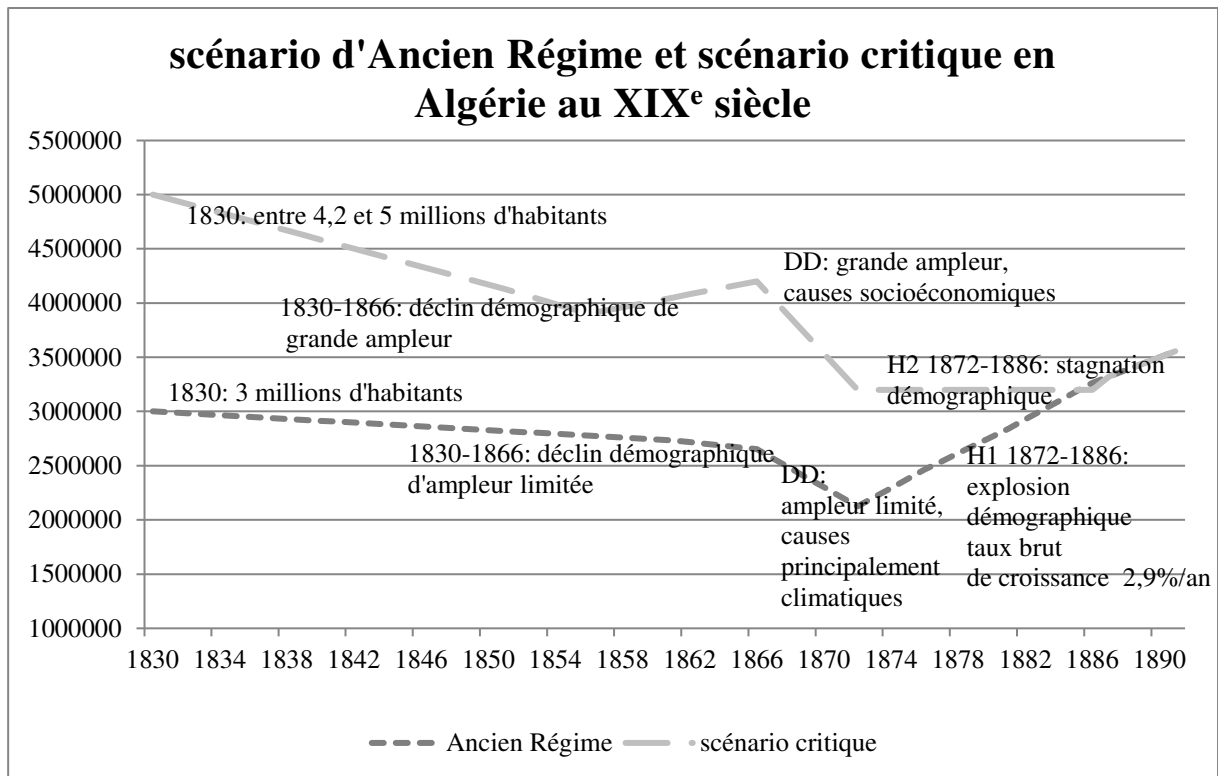 scénario d'Ancien Régime et scénario critique en
Algérie au XIXᵉ siècle
5500000
5000000
4500000
4000000
3500000
3000000
2500000
2000000
1500000
1000000
1830: entre 4,2 et 5 millions d'habitants
1830-1866: déclin démographique de
grande ampleur
DD: grande ampleur,
causes socioéconomiques
H2 1872-1886: stagnation
démographique
1830: 3 millions d'habitants
1830-1866: déclin démographique
d'ampleur limitée
DD:
ampleur limité,
causes
principalement
climatiques
H1 1872-1886:
explosion
démographique
taux brut
de croissance 2,9%/an
1830 1834 1838 1842 1846 1850 1854 1858 1862 1866 1870 1874 1878 1882 1886 1890
Ancien Régime scénario critique